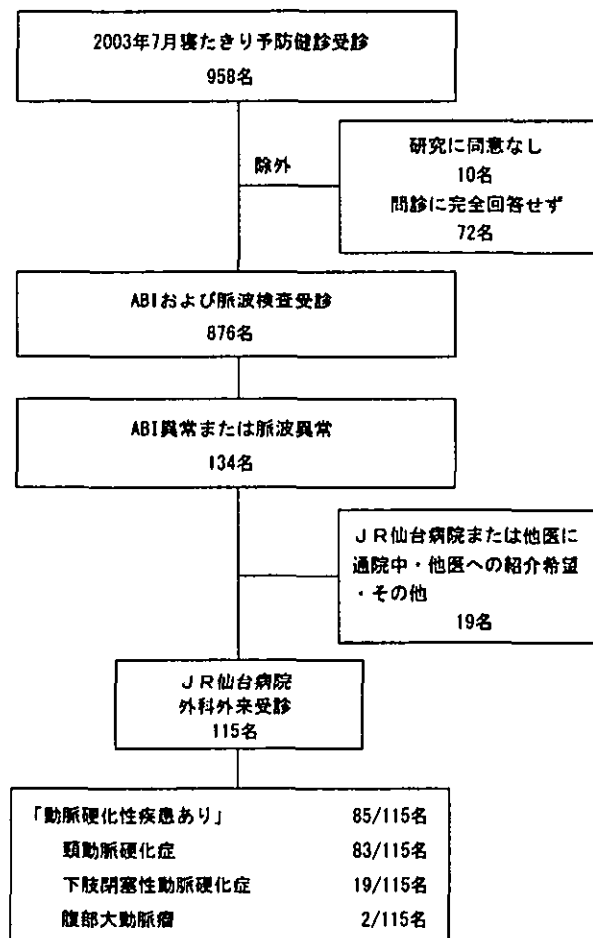 2003年7月寝たきり予防健診受診
958名
除外
研究に同意なし
10名
問診に完全回答せず
72名
ABIおよび脈波検査受診
876名
ABI異常または脈波異常
134名
JR仙台病院または他医に
通院中・他医への紹介希望
・その他
19名
JR仙台病院
外科外来受診
115名
「動脈硬化性疾患あり」 85/115名
頸動脈硬化症 83/115名
下肢閉塞性動脈硬化症 19/115名
腹部大動脈瘤 2/115名